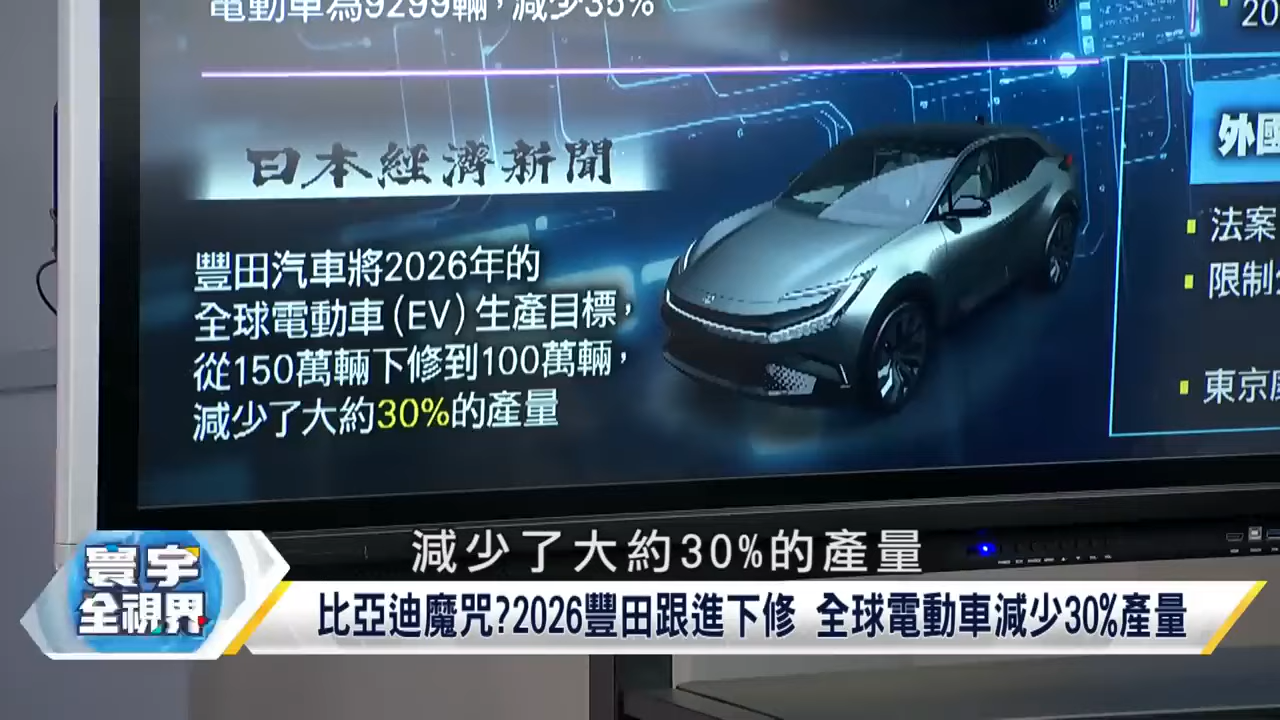 電動車為9299輛，減少35%
20
日本經濟新聞
外國
豐田汽車將2026年的
全球電動車(EV)生產目標，
從150萬輛下修到100萬輛，
減少了大約30%的產量
法案
限制
東京
減少了大約30%的產量
寰宇
全視界
比亞迪魔咒?2026豐田跟進下修 全球電動車減少30%產量